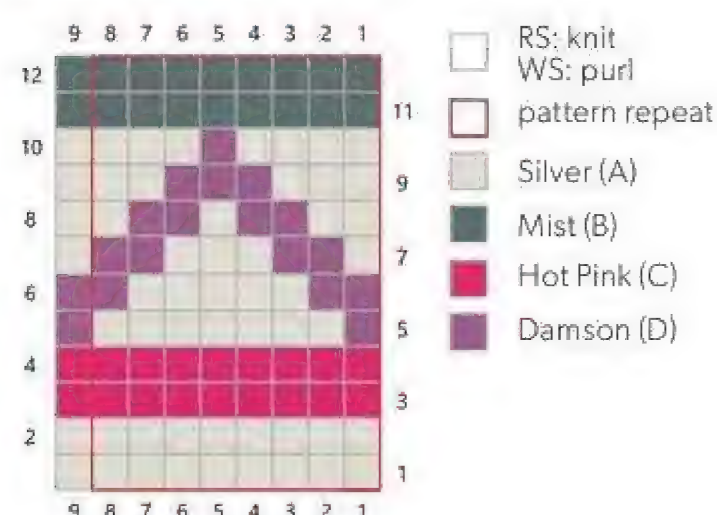 9 8 7 6 5 4 3 2 1
12
11
10
9
8
7
6
5
4
3
2
1
9 8 7 6 5 4 3 2 1
RS: knit
WS: purl
pattern repeat
Silver (A)
Mist (B)
Hot Pink (C)
Damson (D)